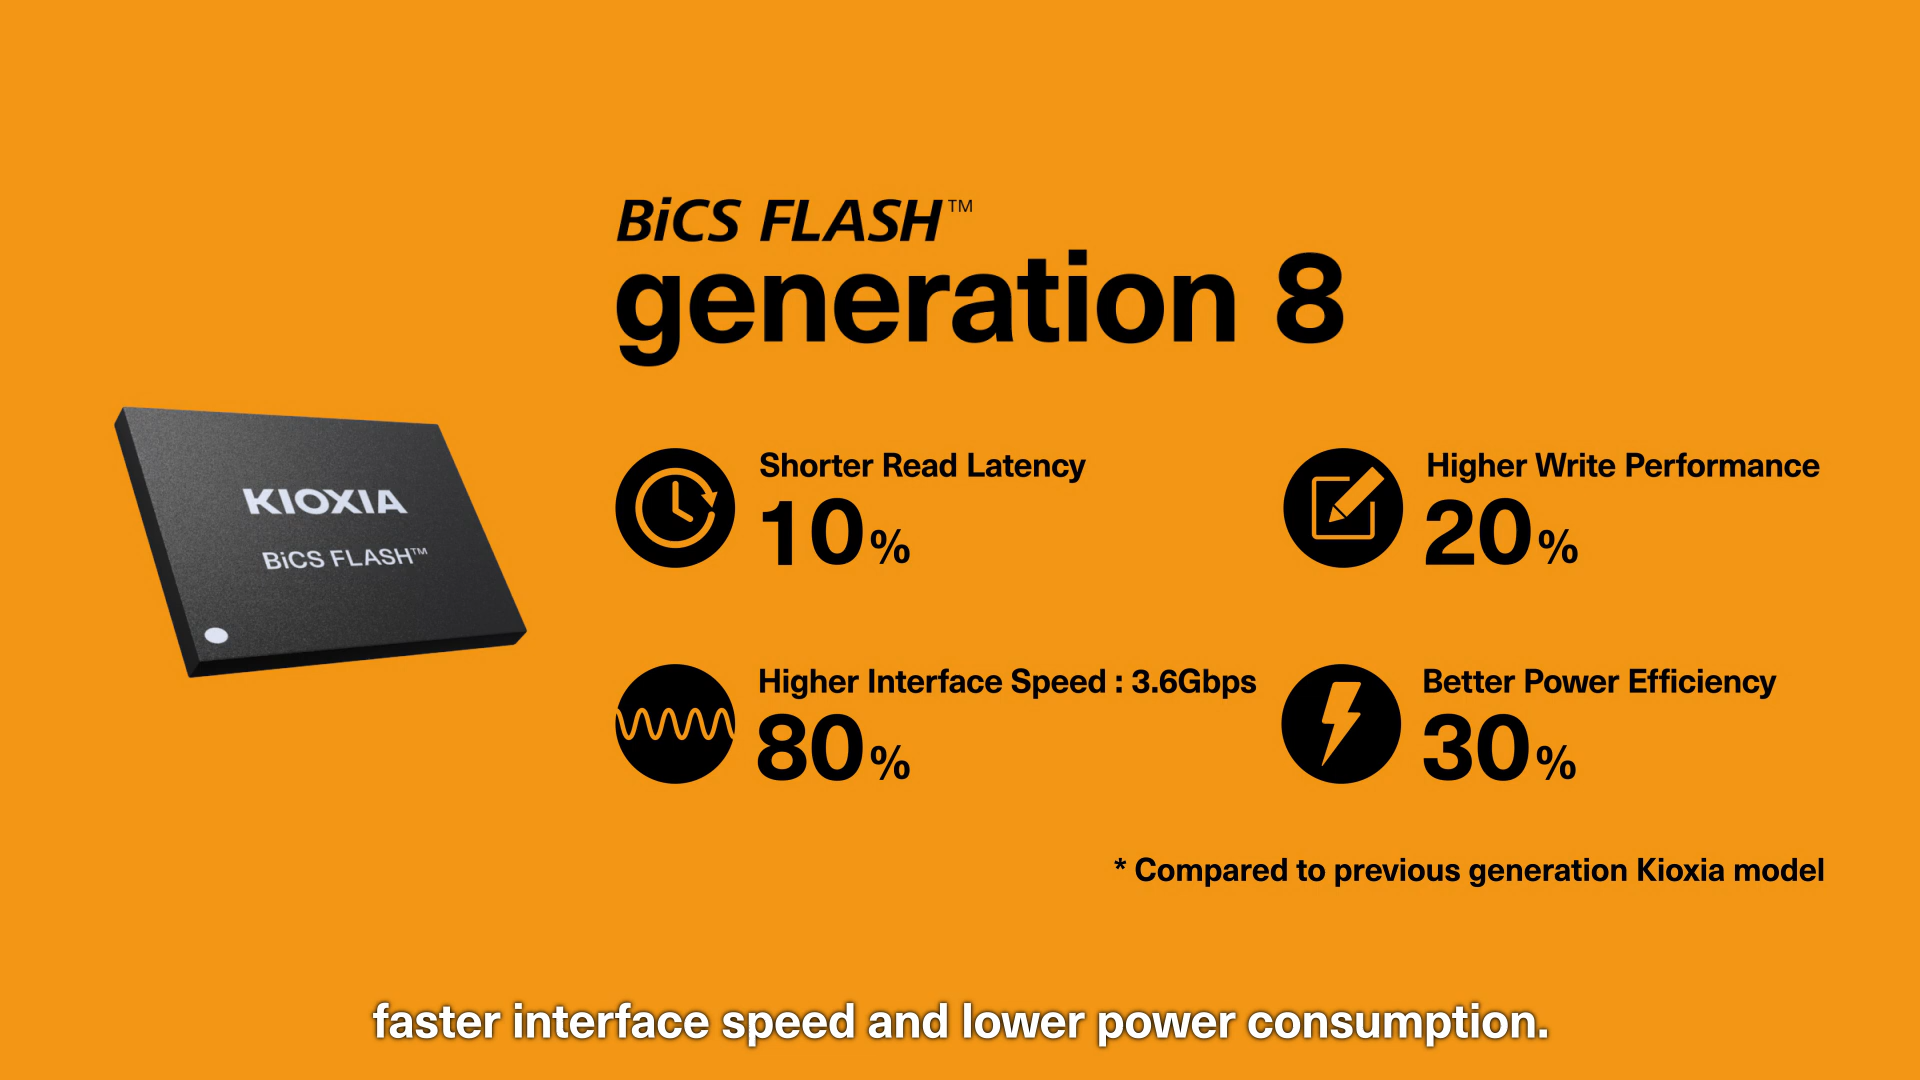 BiCS FLASH™
generation 8
KIOXIA
BiCS FLASH™
Shorter Read Latency
10%
Higher Write Performance
20%
Higher Interface Speed : 3.6Gbps
80%
Better Power Efficiency
30%
* Compared to previous generation Kioxia model
faster interface speed and lower power consumption.